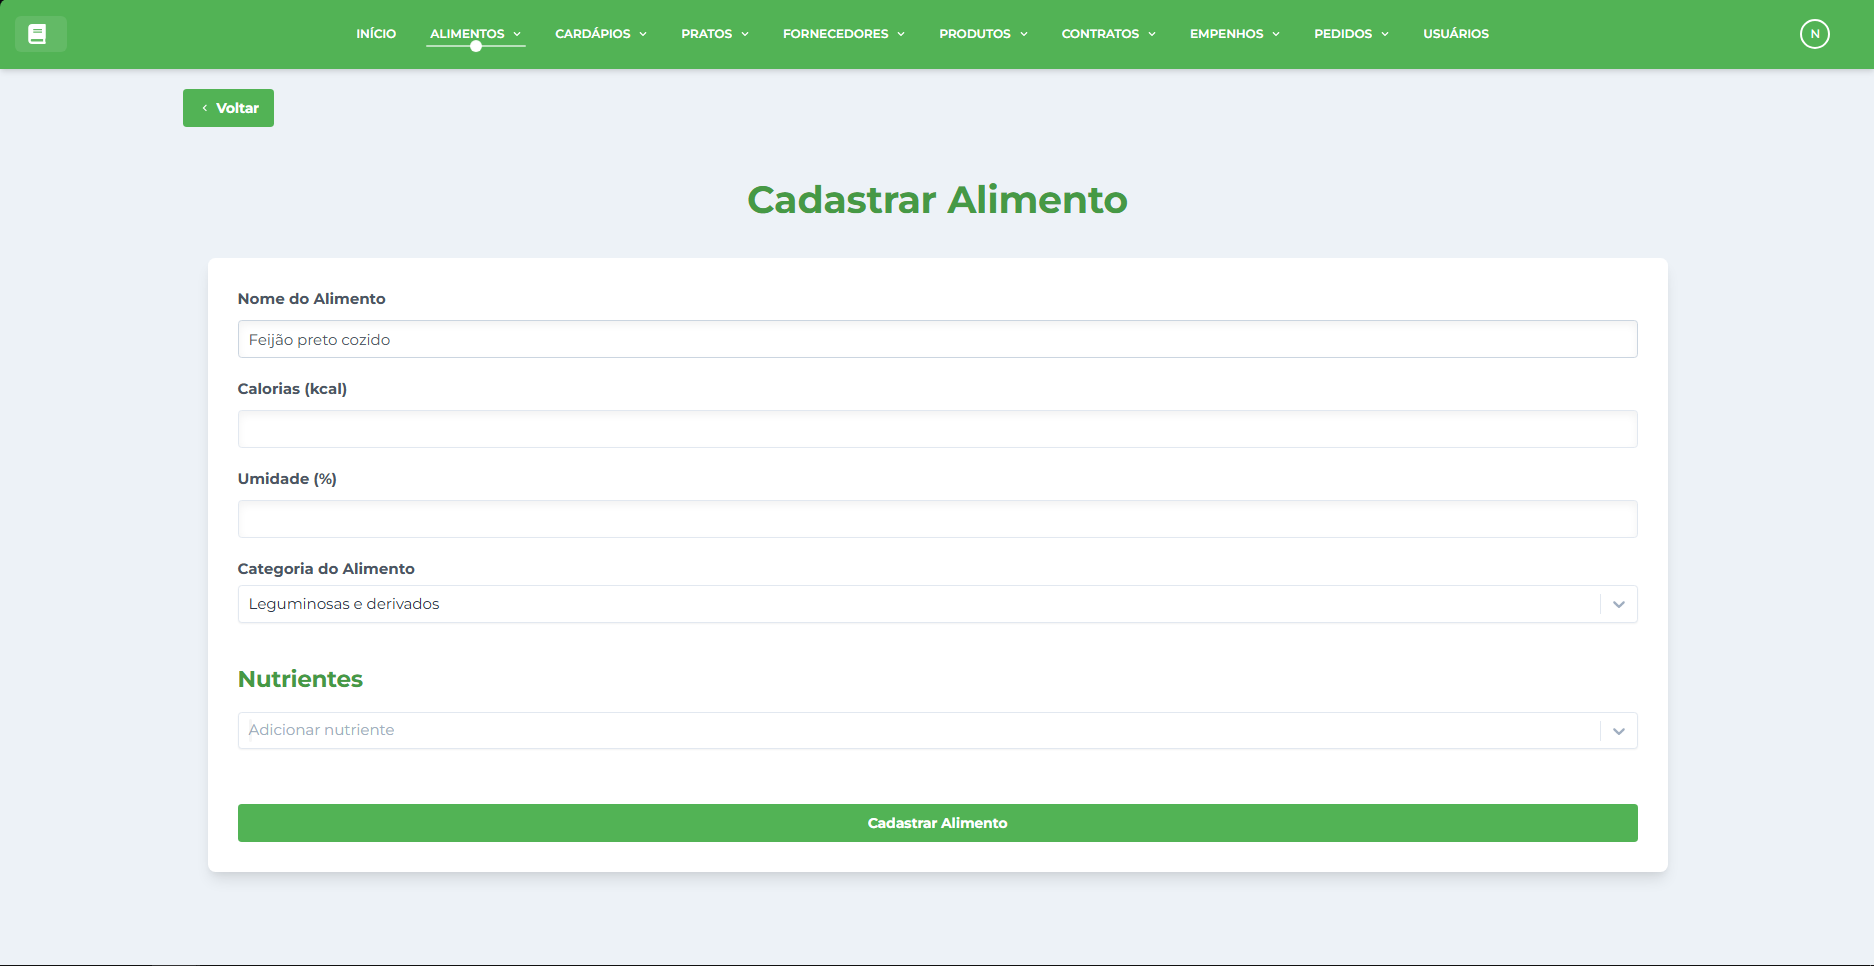 INÍCIO ALIMENTOS CARDÁPIOS PRATOS FORNECEDORES PRODUTOS CONTRATOS EMPENHOS PEDIDOS USUÁRIOS N
Voltar
Cadastrar Alimento
Nome do Alimento
Feijão preto cozido
Calorias (kcal)
Umidade (%)
Categoria do Alimento
Leguminosas e derivados
Nutrientes
Adicionar nutriente
Cadastrar Alimento